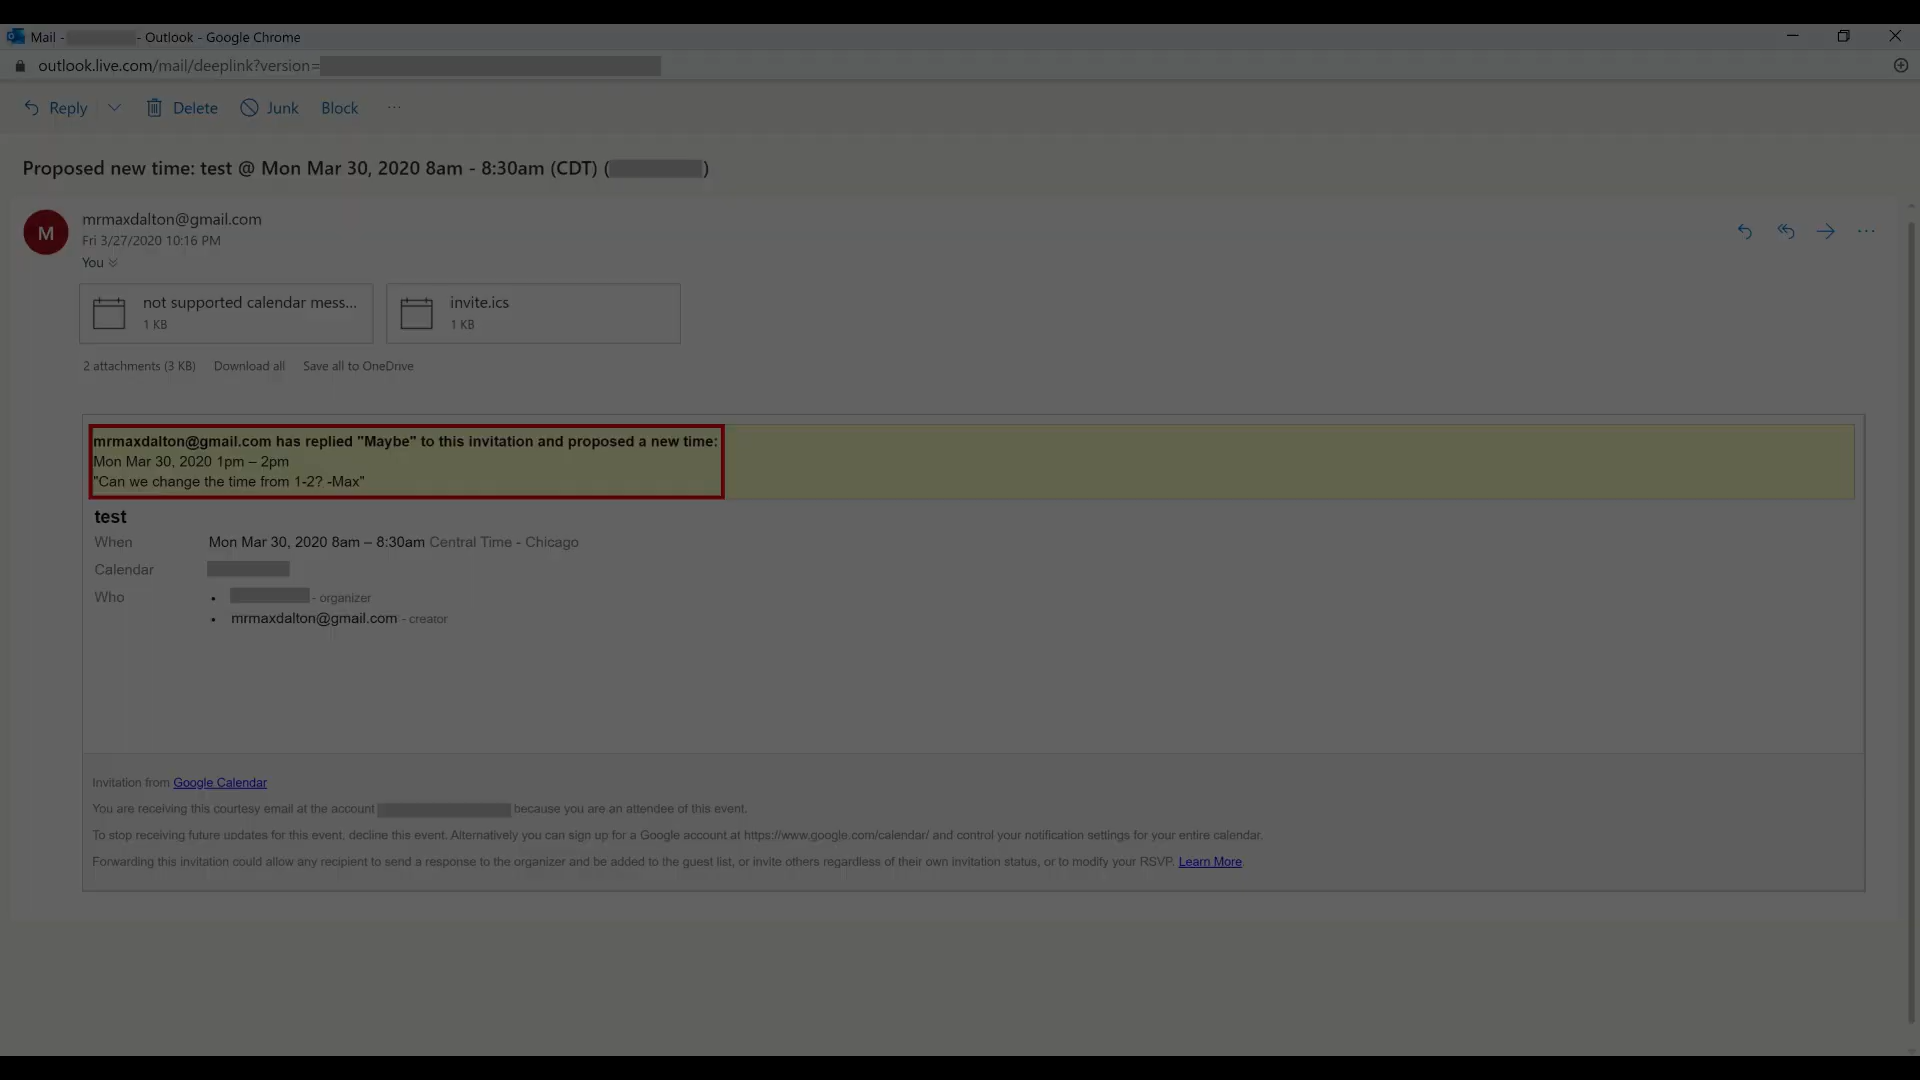 Mail - - Outlook - Google Chrome
outlook.live.com/mail/deeplink?version=
Reply Delete Junk Block ...
Proposed new time: test @ Mon Mar 30, 2020 8am - 8:30am (CDT) ( )
M
mrmaxdalton@gmail.com
Fri 3/27/2020 10:16 PM
You
not supported calendar mess...
1 KB
invite.ics
1 KB
2 attachments (3 KB) Download all Save all to OneDrive
mrmaxdalton@gmail.com has replied "Maybe" to this invitation and proposed a new time:
Mon Mar 30, 2020 1pm – 2pm
"Can we change the time from 1-2? -Max"
test
When Mon Mar 30, 2020 8am – 8:30am Central Time - Chicago
Calendar
Who • - organizer
• mrmaxdalton@gmail.com - creator
Invitation from Google Calendar
You are receiving this courtesy email at the account because you are an attendee of this event.
To stop receiving future updates for this event, decline this event. Alternatively you can sign up for a Google account at https://www.google.com/calendar/ and control your notification settings for your entire calendar.
Forwarding this invitation could allow any recipient to send a response to the organizer and be added to the guest list, or invite others regardless of their own invitation status, or to modify your RSVP. Learn More.